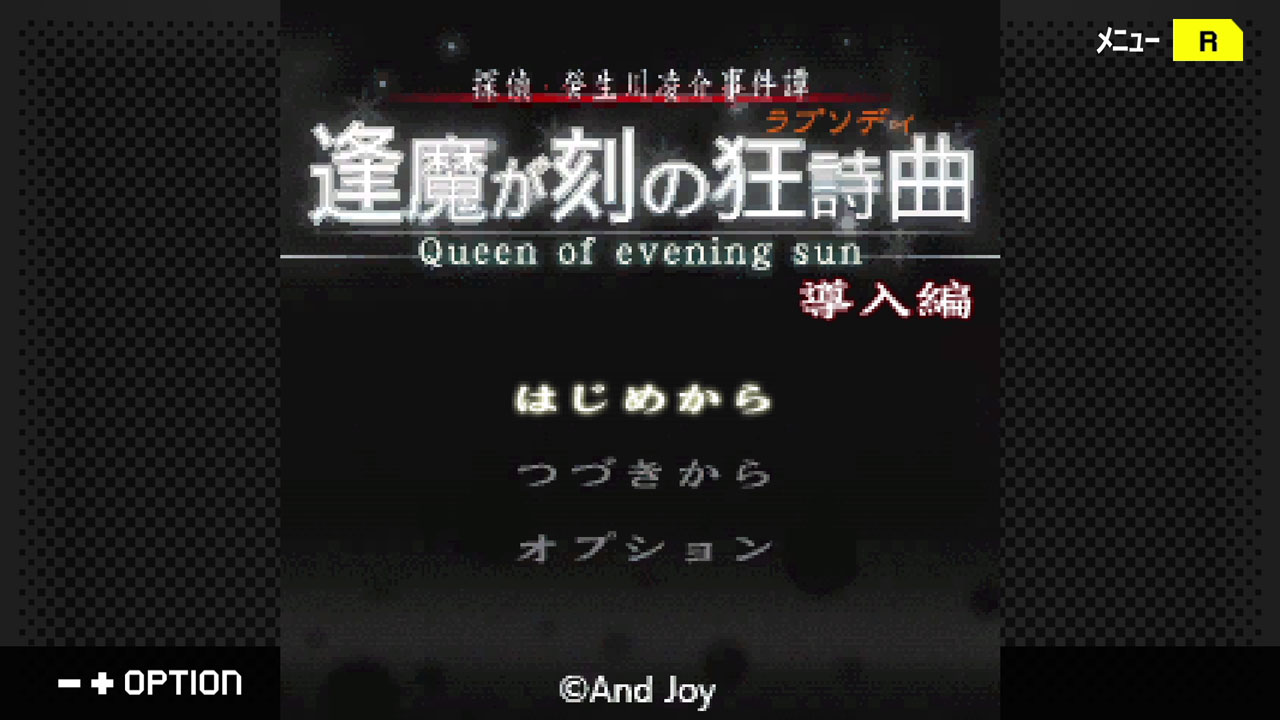 メニュー R
探偵・癸生川凌介事件譚
ラプソディ
逢魔が刻の狂詩曲
Queen of evening sun
導入編
はじめから
つづきから
オプション
©And Joy
−+OPTION